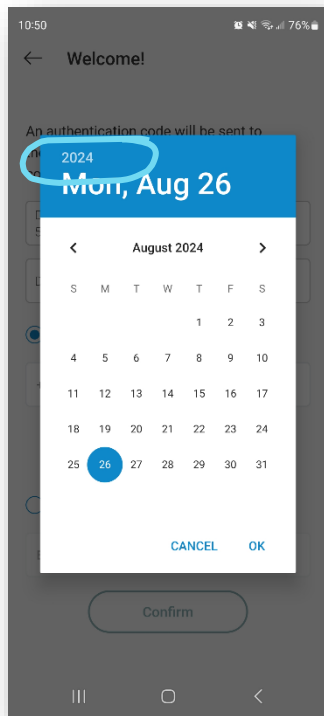 10:50
76%
Welcome!
An authentication code will be sent to
2024
Mon, Aug 26
August 2024
S M T W T F S
1 2 3
4 5 6 7 8 9 10
11 12 13 14 15 16 17
18 19 20 21 22 23 24
25 26 27 28 29 30 31
CANCEL OK
Confirm